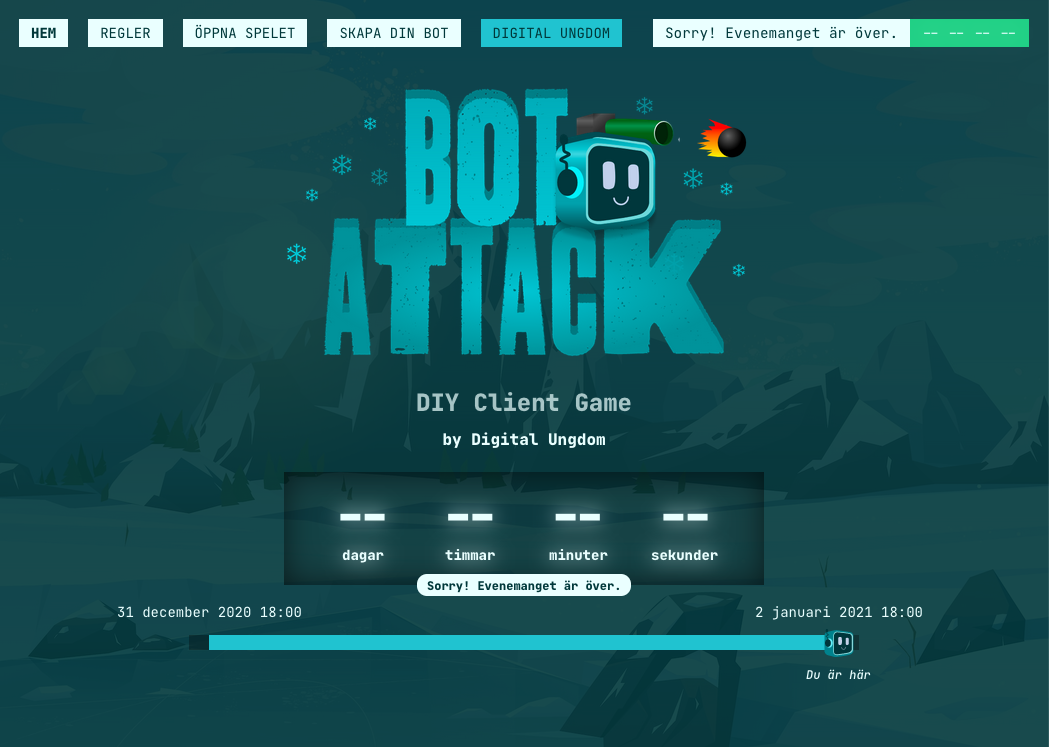 HEM REGLER ÖPPNA SPELET SKAPA DIN BOT DIGITAL UNGDOM Sorry! Evenemanget är över. -- -- -- --
BOT
ATTACK
DIY Client Game
by Digital Ungdom
-- -- -- --
dagar timmar minuter sekunder
Sorry! Evenemanget är över.
31 december 2020 18:00 2 januari 2021 18:00
Du är här